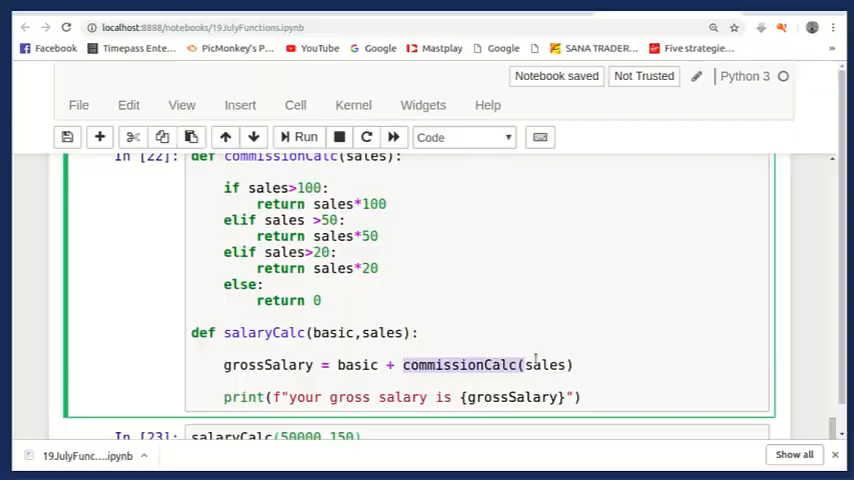 localhost:8888/notebooks/19JulyFunctions.ipynb
Facebook Timepass Ente... PicMonkey's P... YouTube Google Mastplay Google SANA TRADER... Five strategie... »
Notebook saved Not Trusted Python 3
File Edit View Insert Cell Kernel Widgets Help
Run Code
In [22]: def commissionCalc(sales):
if sales>100:
return sales*100
elif sales >50:
return sales*50
elif sales>20:
return sales*20
else:
return 0
def salaryCalc(basic,sales):
grossSalary = basic + commissionCalc(sales)
print(f"your gross salary is {grossSalary}")
In [23]: salaryCalc(50000,150)
19JulyFunc....ipynb Show all